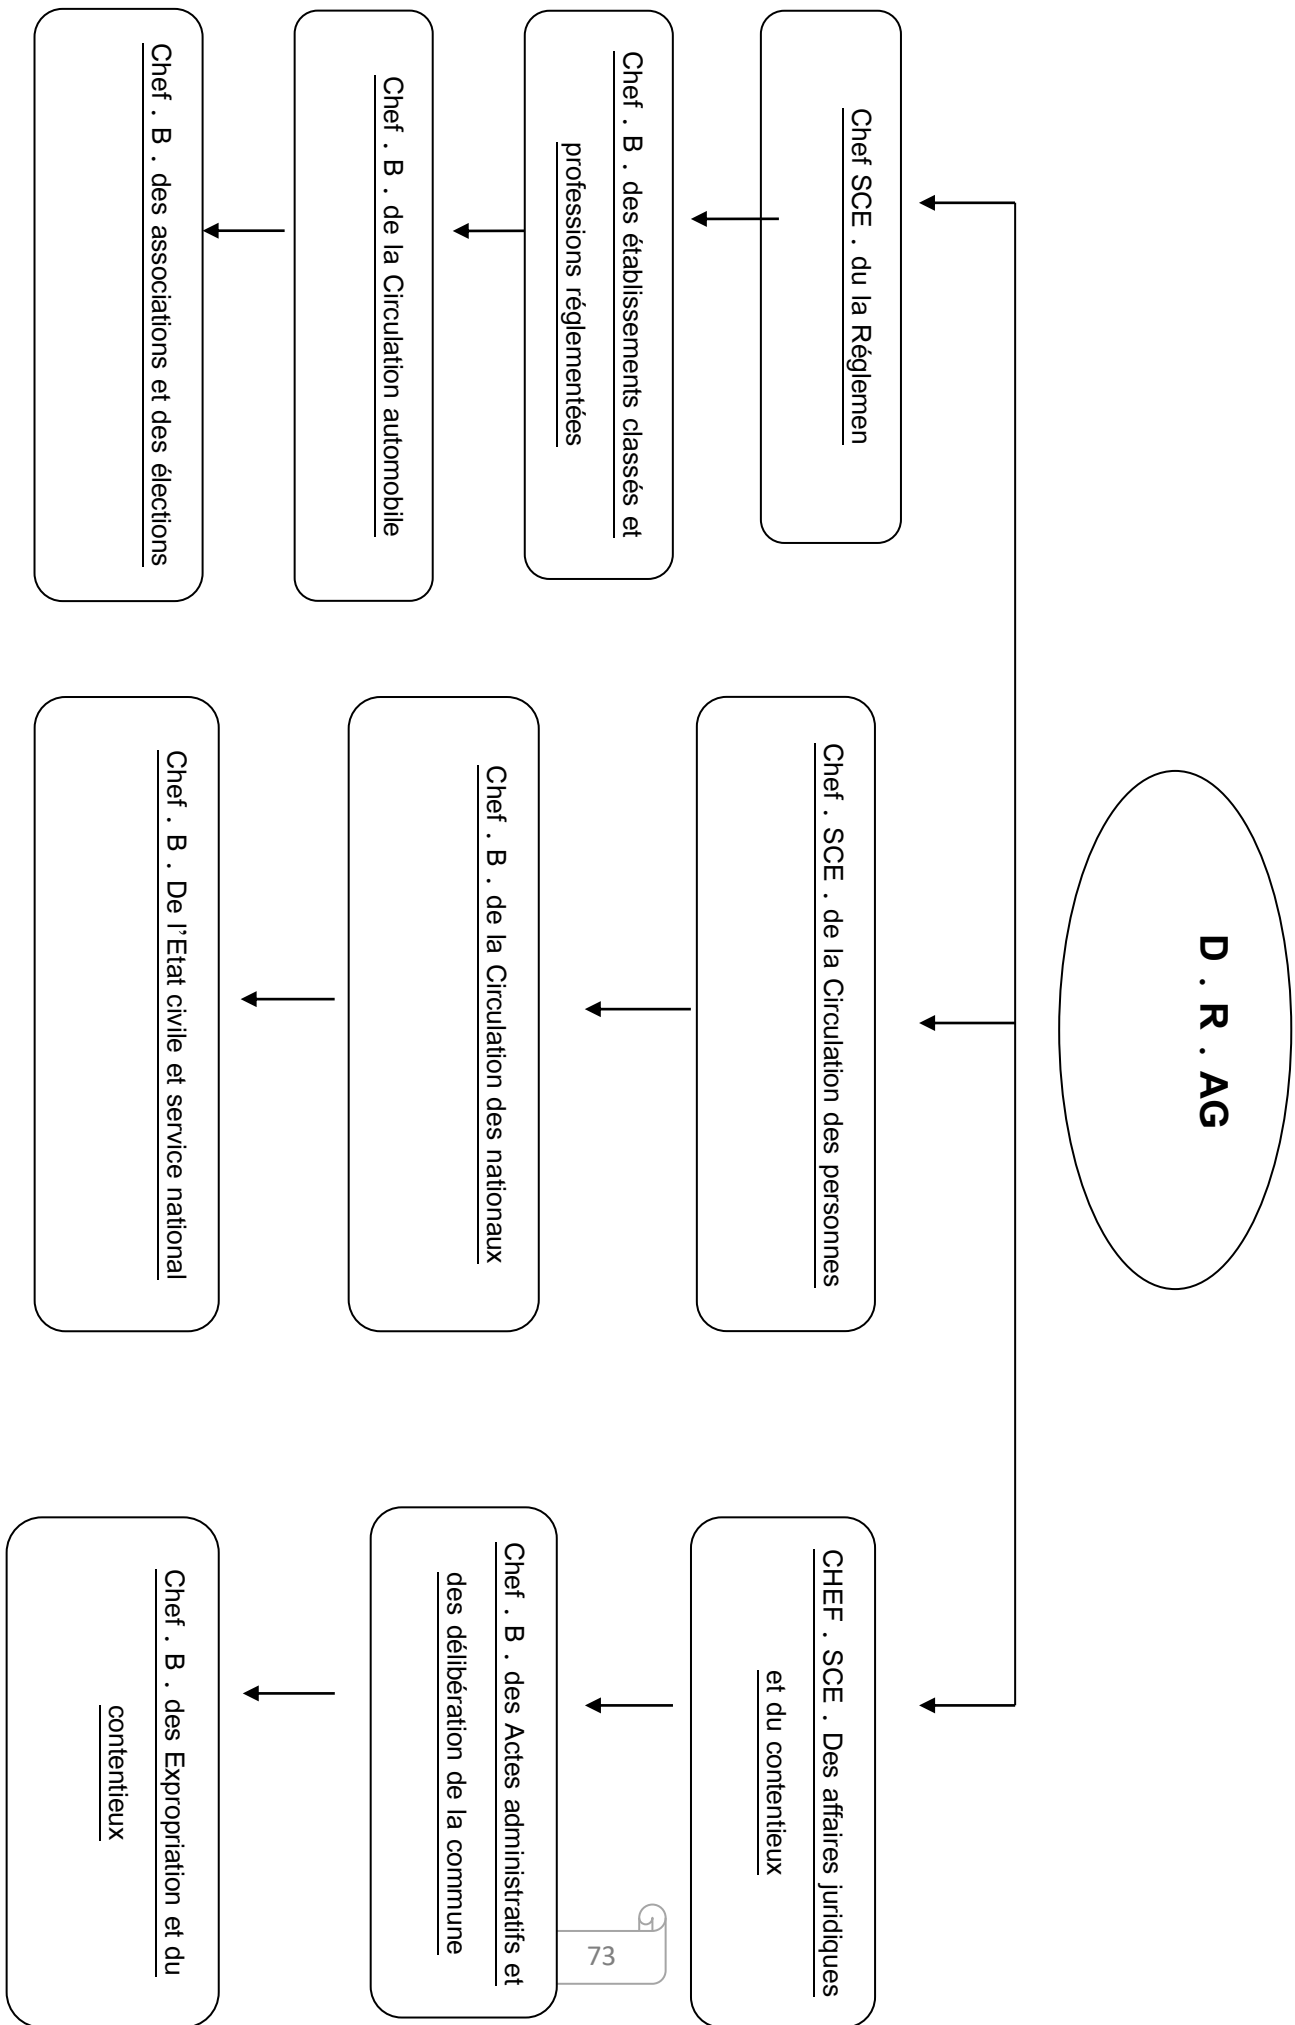 D . R . AG
Chef SCE . du la Réglemen
Chef . B . des établissements classés et
professions réglementées
Chef . B . de la Circulation automobile
Chef . B . des associations et des élections
Chef . SCE . de la Circulation des personnes
Chef . B . de la Circulation des nationaux
Chef . B . De l’Etat civile et service national
CHEF . SCE . Des affaires juridiques
et du contentieux
Chef . B . des Actes administratifs et
des délibération de la commune
Chef . B . des Expropriation et du
contentieux
73